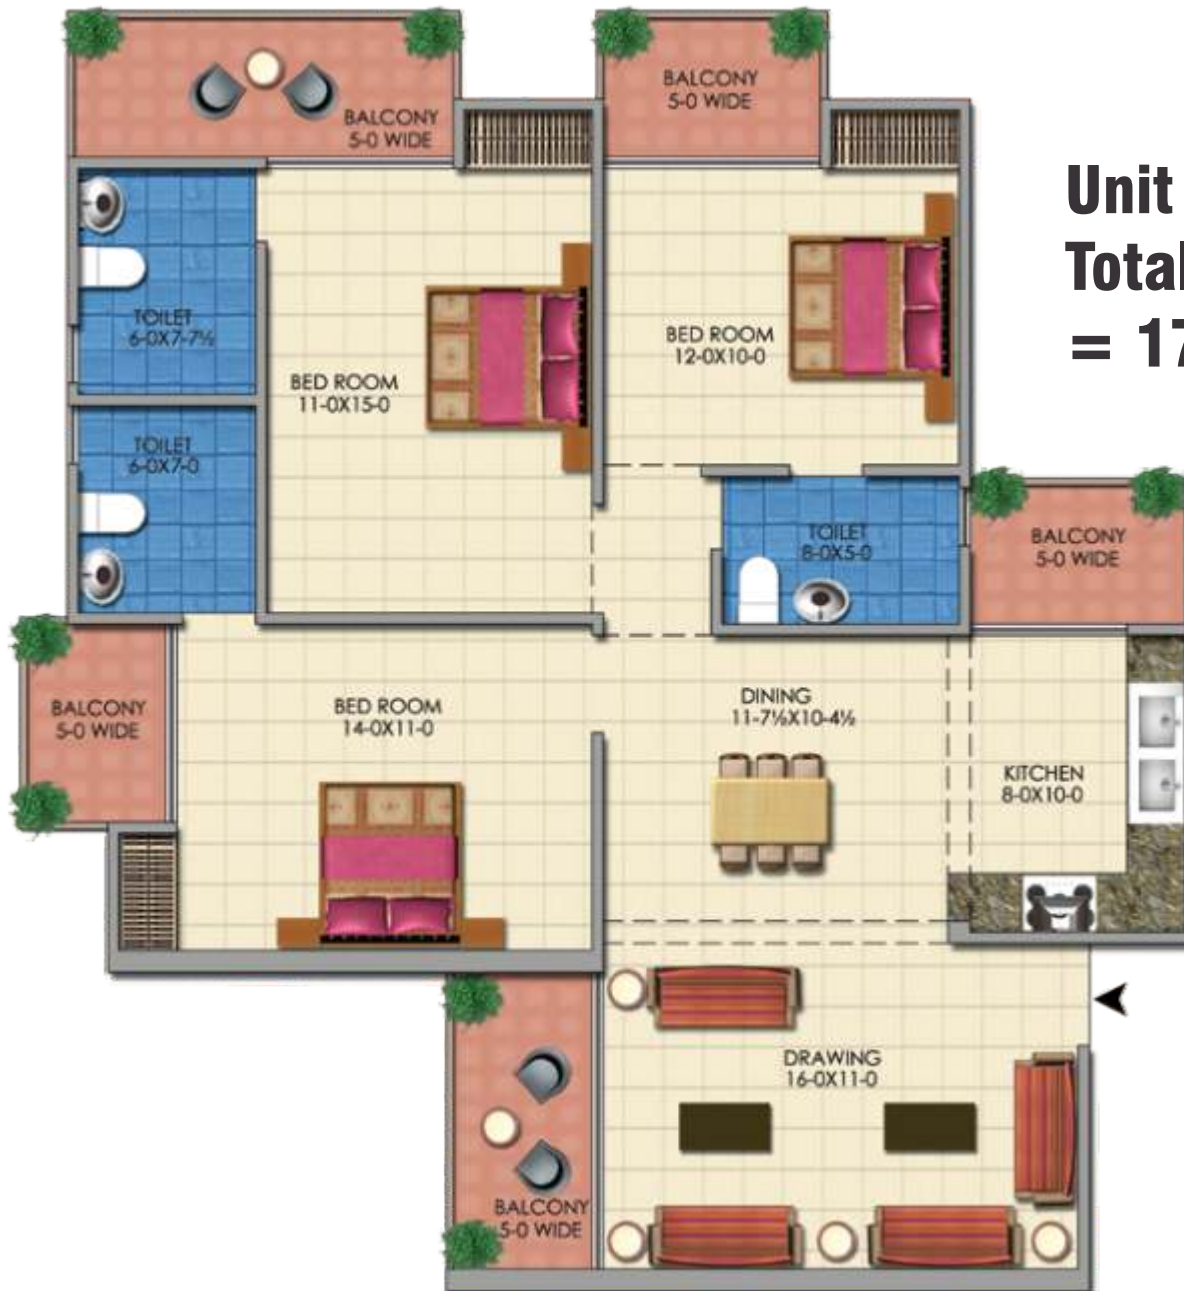 BALCONY
5-0 WIDE
BALCONY
5-0 WIDE
Unit
Total
= 17
TOILET
6-0X7-7½
BED ROOM
12-0X10-0
BED ROOM
11-0X15-0
TOILET
6-0X7-0
TOILET
8-0X5-0
BALCONY
5-0 WIDE
BALCONY
5-0 WIDE
BED ROOM
14-0X11-0
DINING
11-7½X10-4½
KITCHEN
8-0X10-0
DRAWING
16-0X11-0
BALCONY
5-0 WIDE